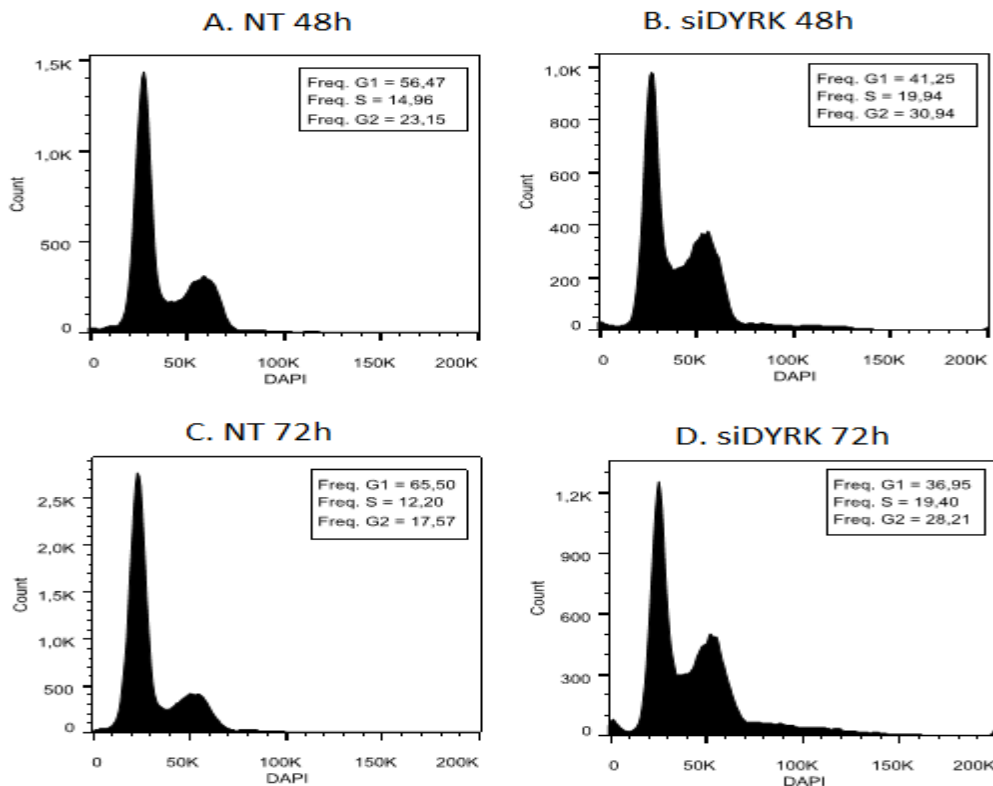 A. NT 48h
1,5K
1,0K
500
0
Count
Freq. G1 = 56,47
Freq. S = 14,96
Freq. G2 = 23,15
0 50K 100K 150K 200K
DAPI
B. siDYRK 48h
1,0K
800
600
400
200
0
Count
Freq. G1 = 41,25
Freq. S = 19,94
Freq. G2 = 30,94
0 50K 100K 150K 200K
DAPI
C. NT 72h
2,5K
2,0K
1,5K
1,0K
500
0
Count
Freq. G1 = 65,50
Freq. S = 12,20
Freq. G2 = 17,57
0 50K 100K 150K 200K
DAPI
D. siDYRK 72h
1,2K
900
600
300
0
Count
Freq. G1 = 36,95
Freq. S = 19,40
Freq. G2 = 28,21
0 50K 100K 150K 200K
DAPI